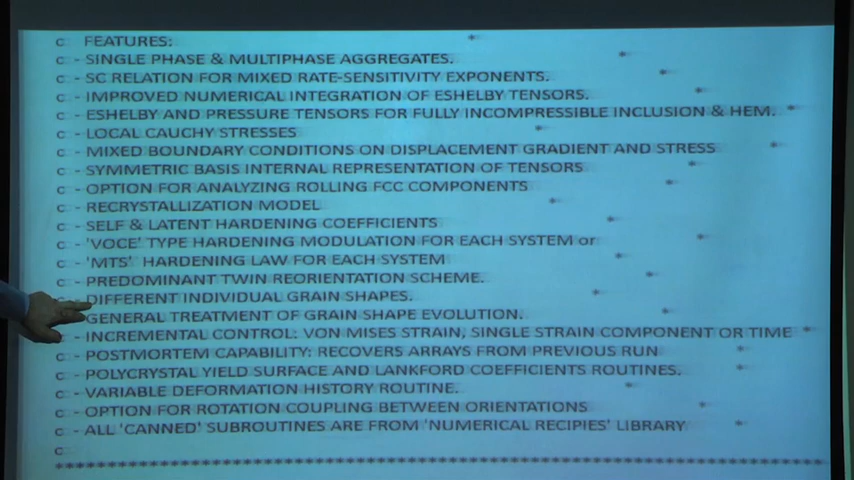 c FEATURES: *
c - SINGLE PHASE & MULTIPHASE AGGREGATES. *
c - SC RELATION FOR MIXED RATE-SENSITIVITY EXPONENTS. *
c - IMPROVED NUMERICAL INTEGRATION OF ESHELBY TENSORS. *
c - ESHELBY AND PRESSURE TENSORS FOR FULLY INCOMPRESSIBLE INCLUSION & HEM. *
c - LOCAL CAUCHY STRESSES *
c - MIXED BOUNDARY CONDITIONS ON DISPLACEMENT GRADIENT AND STRESS *
c - SYMMETRIC BASIS INTERNAL REPRESENTATION OF TENSORS *
c - OPTION FOR ANALYZING ROLLING FCC COMPONENTS *
c - RECRYSTALLIZATION MODEL *
c - SELF & LATENT HARDENING COEFFICIENTS *
c - 'VOCE' TYPE HARDENING MODULATION FOR EACH SYSTEM or *
c - 'MTS' HARDENING LAW FOR EACH SYSTEM *
c - PREDOMINANT TWIN REORIENTATION SCHEME. *
c - DIFFERENT INDIVIDUAL GRAIN SHAPES. *
GENERAL TREATMENT OF GRAIN SHAPE EVOLUTION. *
c - INCREMENTAL CONTROL: VON MISES STRAIN, SINGLE STRAIN COMPONENT OR TIME *
c - POSTMORTEM CAPABILITY: RECOVERS ARRAYS FROM PREVIOUS RUN *
c - POLYCRYSTAL YIELD SURFACE AND LANKFORD COEFFICIENTS ROUTINES. *
c - VARIABLE DEFORMATION HISTORY ROUTINE. *
c - OPTION FOR ROTATION COUPLING BETWEEN ORIENTATIONS *
c - ALL 'CANNED' SUBROUTINES ARE FROM 'NUMERICAL RECIPIES' LIBRARY *
c
**********************************************************************